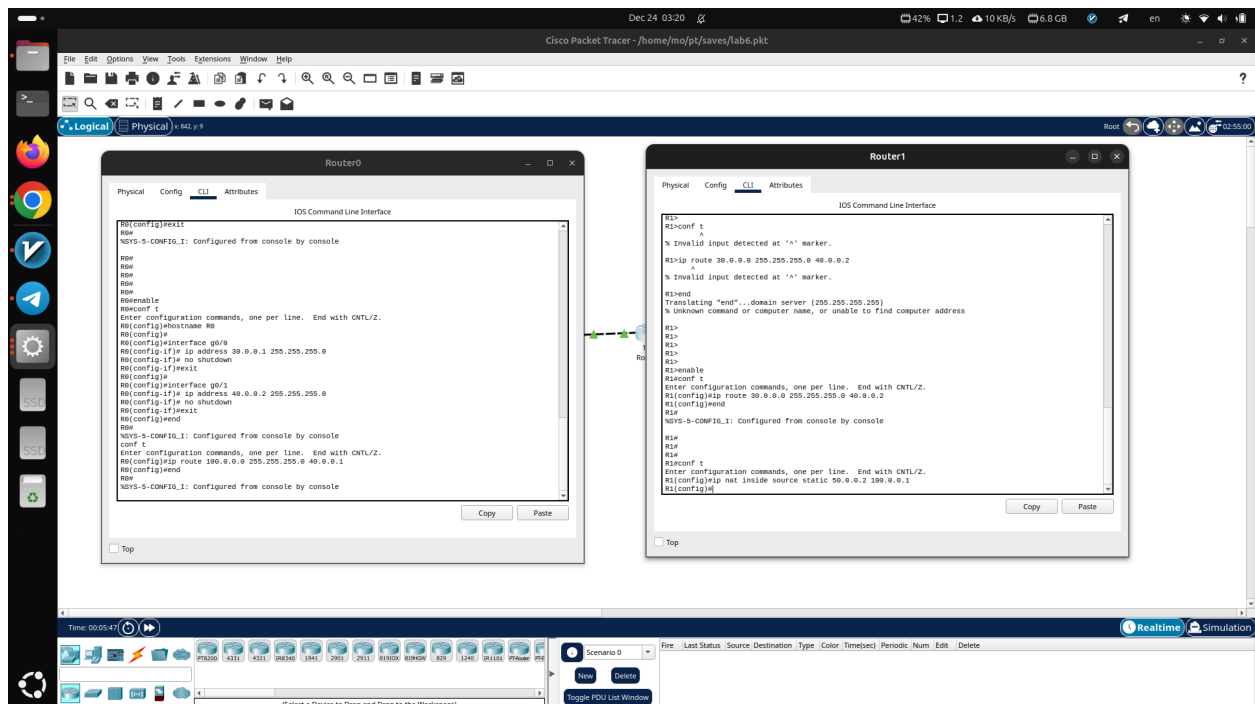 Dec 24 03:20
42% 1.2 10 KB/s 6.8 GB en
Cisco Packet Tracer - /home/mo/pt/saves/lab6.pkt
File Edit Options View Tools Extensions Window Help
?
Logical Physical x: 842, y: 9 Root 02:55:00
Router0
Physical Config CLI Attributes
IOS Command Line Interface
R0(config)#exit
R0#
%SYS-5-CONFIG_I: Configured from console by console
R0#
R0#
R0#
R0#
R0#
R0#enable
R0#conf t
Enter configuration commands, one per line. End with CNTL/Z.
R0(config)#hostname R0
R0(config)#
R0(config)#interface g0/0
R0(config-if)# ip address 30.0.0.1 255.255.255.0
R0(config-if)# no shutdown
R0(config-if)#exit
R0(config)#
R0(config)#interface g0/1
R0(config-if)# ip address 40.0.0.2 255.255.255.0
R0(config-if)# no shutdown
R0(config-if)#exit
R0(config)#end
R0#
%SYS-5-CONFIG_I: Configured from console by console
conf t
Enter configuration commands, one per line. End with CNTL/Z.
R0(config)#ip route 100.0.0.0 255.255.255.0 40.0.0.1
R0(config)#end
R0#
%SYS-5-CONFIG_I: Configured from console by console
Copy Paste
Top
Router1
Physical Config CLI Attributes
IOS Command Line Interface
R1>
R1>conf t
^
% Invalid input detected at '^' marker.
R1>ip route 30.0.0.0 255.255.255.0 40.0.0.2
^
% Invalid input detected at '^' marker.
R1>end
Translating "end"...domain server (255.255.255.255)
% Unknown command or computer name, or unable to find computer address
R1>
R1>
R1>
R1>
R1>enable
R1#conf t
Enter configuration commands, one per line. End with CNTL/Z.
R1(config)#ip route 30.0.0.0 255.255.255.0 40.0.0.2
R1(config)#end
R1#
%SYS-5-CONFIG_I: Configured from console by console
R1#
R1#
R1#
R1#conf t
Enter configuration commands, one per line. End with CNTL/Z.
R1(config)#ip nat inside source static 50.0.0.2 100.0.0.1
R1(config)#
Copy Paste
Top
Ro
SSD
SSD
Time: 00:05:47 Realtime Simulation
PT8200 4331 4321 IR8340 1941 2901 2911 819IOX 819HGW 829 1240 IR1101 PT-Router
Scenario 0
New Delete
Toggle PDU List Window
Fire Last Status Source Destination Type Color Time(sec) Periodic Num Edit Delete
(Select a Device to Drag and Drop to the Workspace)